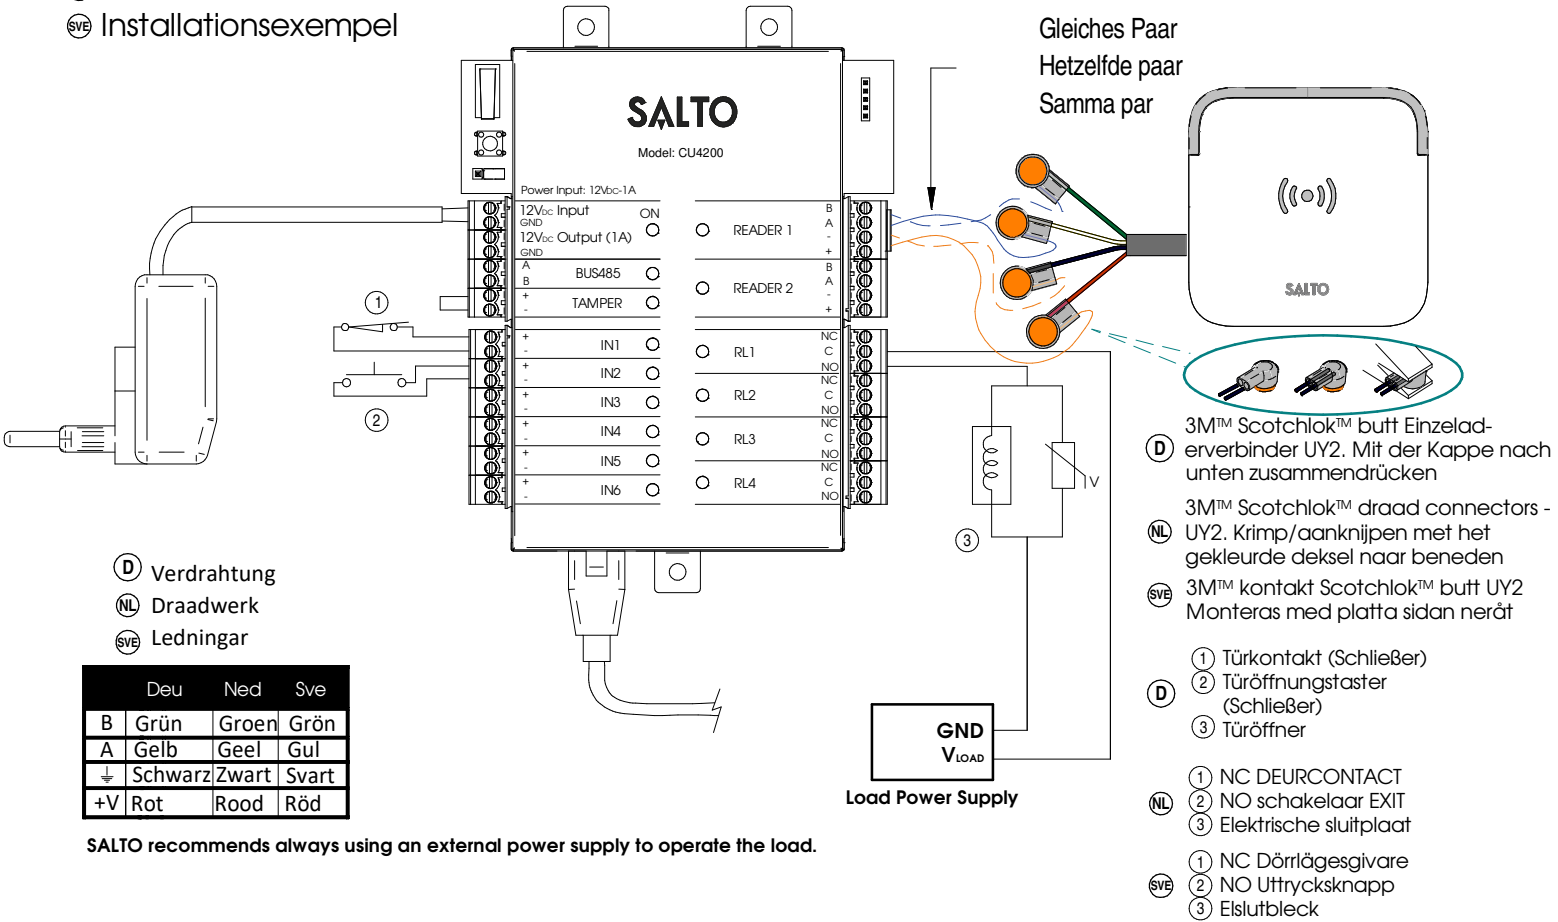 SVE Installationsexempel
Gleiches Paar
Hetzelfde paar
Samma par
SALTO
Model: CU4200
Power Input: 12VDC-1A
12VDC Input
GND
12VDC Output (1A)
GND
ON
A
B
BUS485
+
-
TAMPER
+
-
IN1
+
-
IN2
+
-
IN3
+
-
IN4
+
-
IN5
+
-
IN6
READER 1
B
A
-
+
READER 2
B
A
-
+
RL1
NC
C
NO
RL2
NC
C
NO
RL3
NC
C
NO
RL4
NC
C
NO
1
2
3
V
SALTO
GND
VLOAD
Load Power Supply
D 3M™ Scotchlok™ butt Einzelad-
erverbinder UY2. Mit der Kappe nach
unten zusammendrücken
NL 3M™ Scotchlok™ draad connectors -
UY2. Krimp/aanknijpen met het
gekleurde deksel naar beneden
SVE 3M™ kontakt Scotchlok™ butt UY2
Monteras med platta sidan neråt
D
1 Türkontakt (Schließer)
2 Türöffnungstaster
(Schließer)
3 Türöffner
NL
1 NC DEURCONTACT
2 NO schakelaar EXIT
3 Elektrische sluitplaat
SVE
1 NC Dörrlägesgivare
2 NO Uttrycksknapp
3 Elslutbleck
D Verdrahtung
NL Draadwerk
SVE Ledningar
Deu Ned Sve
B Grün Groen Grön
A Gelb Geel Gul
⏚ Schwarz Zwart Svart
+V Rot Rood Röd
SALTO recommends always using an external power supply to operate the load.